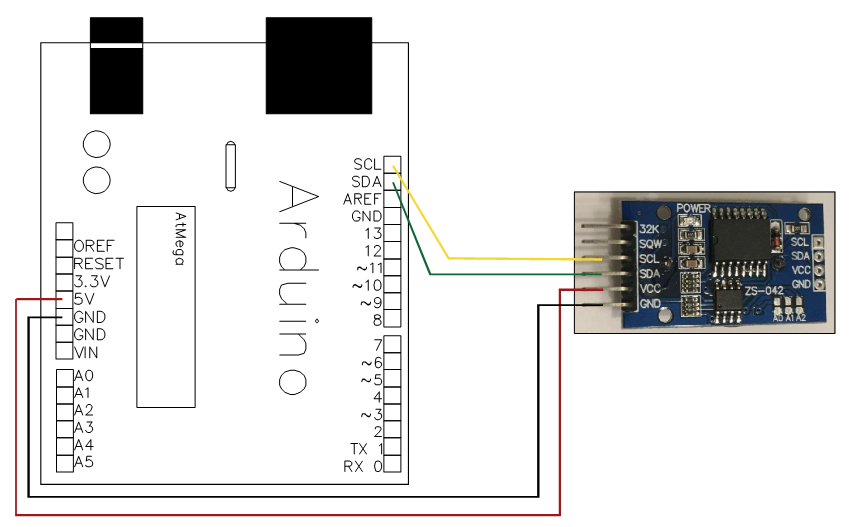 SCL
SDA
AREF
GND
13
12
~11
~10
~9
8
7
~6
~5
4
~3
2
TX 1
RX 0
Arduino
AtMega
OREF
RESET
3.3V
5V
GND
GND
VIN
A0
A1
A2
A3
A4
A5
POWER
32K
SQW
SCL
SDA
VCC
GND
SCL
SDA
VCC
GND
ZS-042
A0 A1 A2